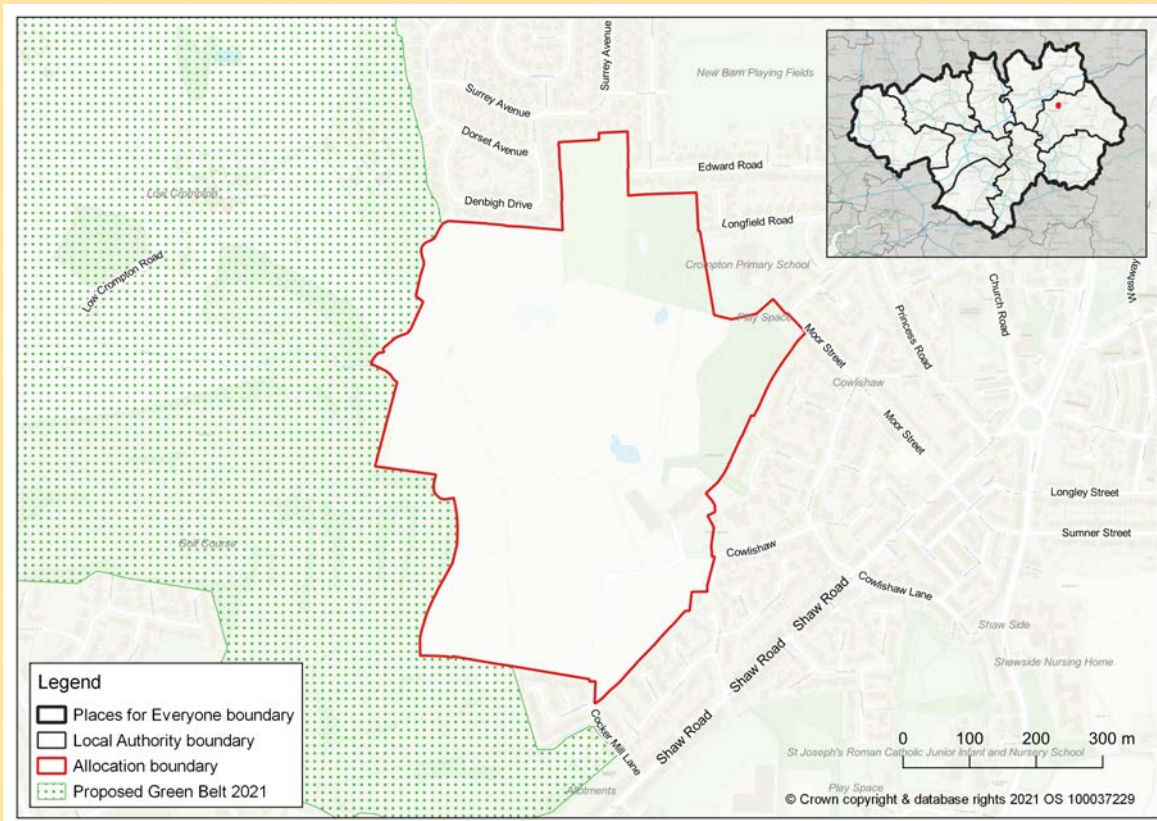 Surrey Avenue
New Barn Playing Fields
Surrey Avenue
Dorset Avenue
Edward Road
Low Crompton
Denbigh Drive
Longfield Road
Low Crompton Road
Crompton Primary School
Westway
Church Road
Play Space
Princess Road
Moor Street
Cowlishaw
Moor Street
Longley Street
Sumner Street
Golf Course
Cowlishaw
Cowlishaw Lane
Shaw Road
Shaw Side
Shaw Road
Shawside Nursing Home
Shaw Road
Cocker Mill Lane
St Joseph's Roman Catholic Junior Infant and Nursery School
Allotments
Play Space
Legend
Places for Everyone boundary
Local Authority boundary
Allocation boundary
Proposed Green Belt 2021
0 100 200 300 m
© Crown copyright & database rights 2021 OS 100037229